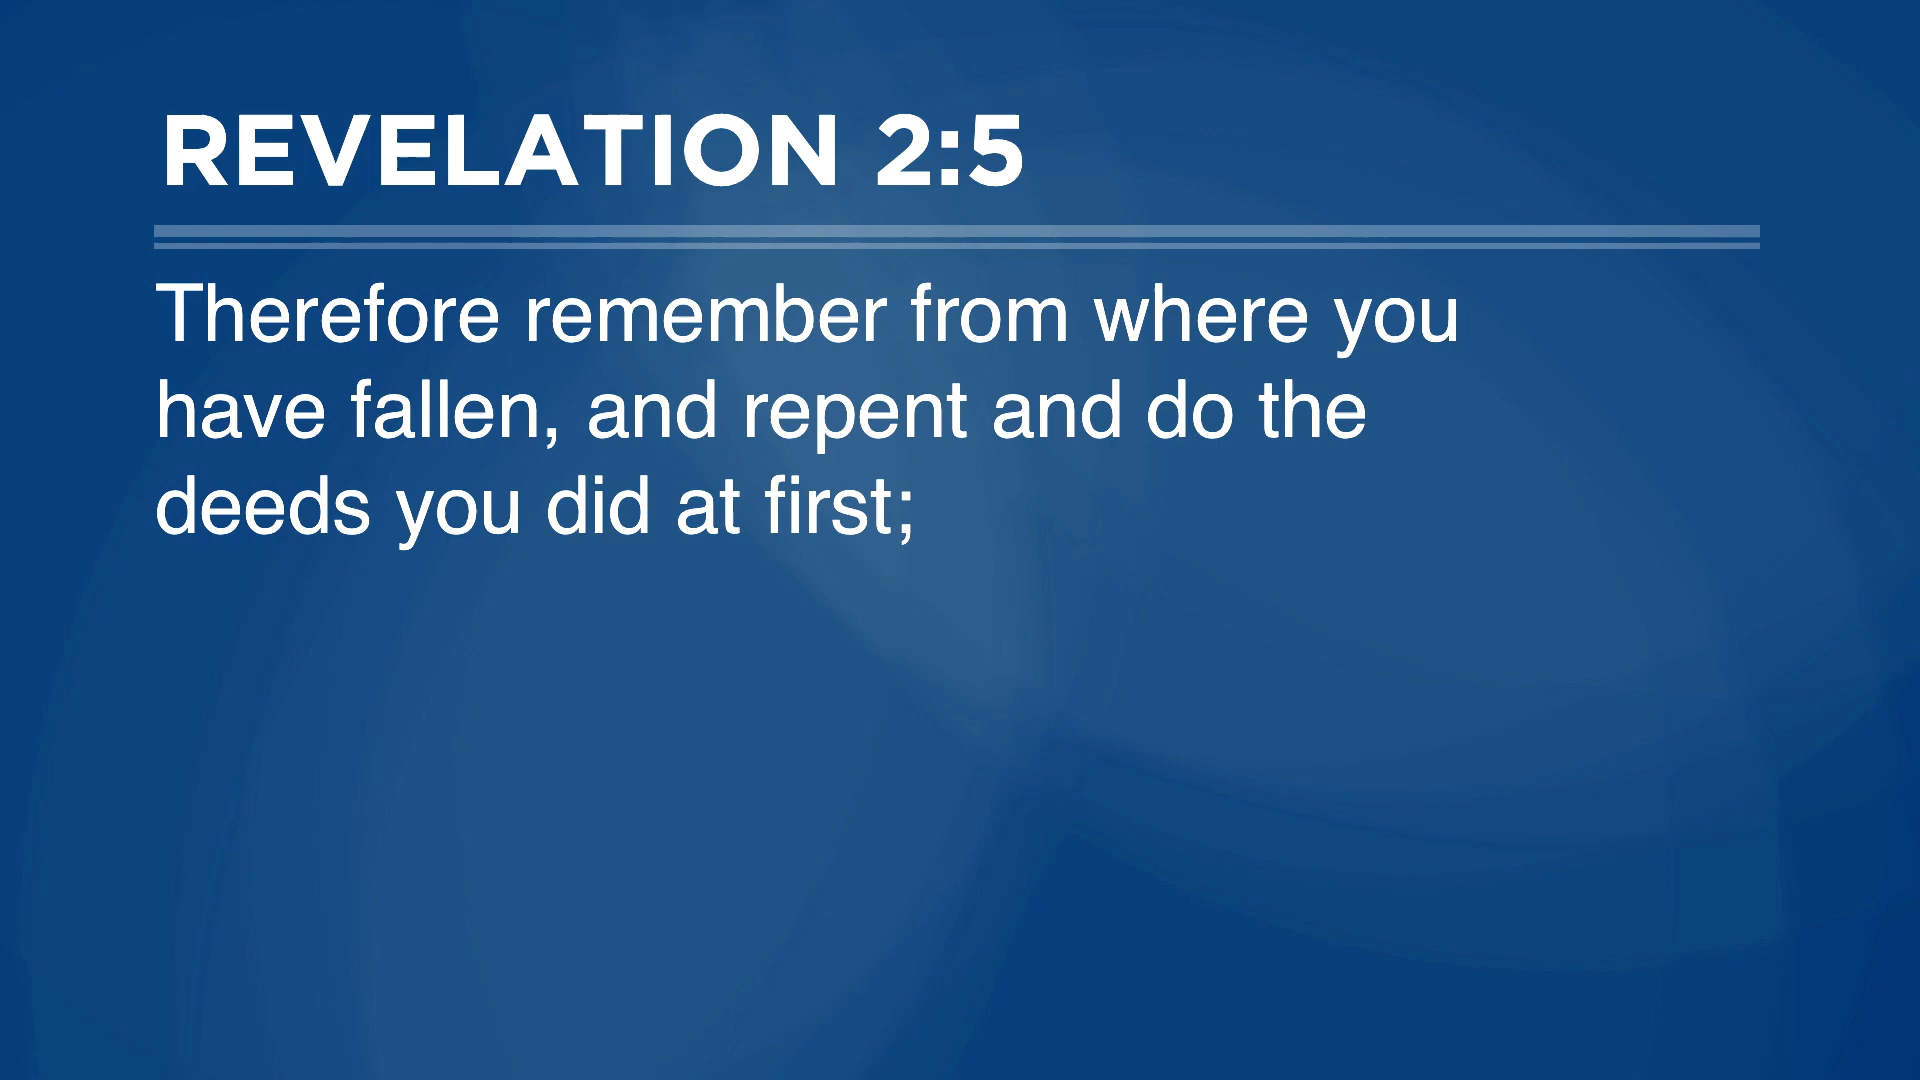 REVELATION 2:5
Therefore remember from where you
have fallen, and repent and do the
deeds you did at first;